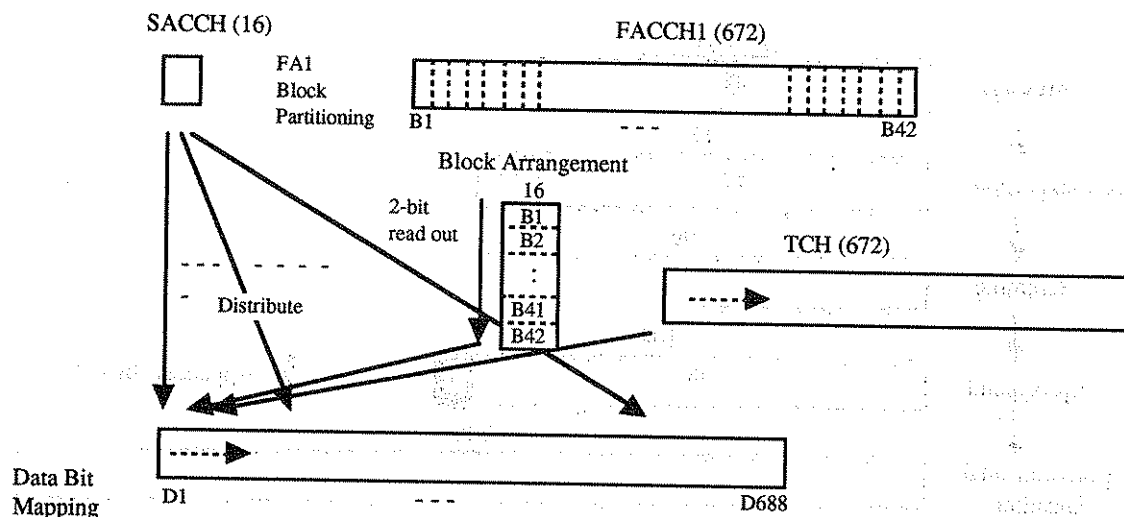 SACCH (16)
FACCH1 (672)
FA1
Block
Partitioning
B1
- - -
B42
Block Arrangement
16
2-bit
read out
B1
B2
:
B41
B42
TCH (672)
Distribute
Data Bit
Mapping
D1
- - -
D688